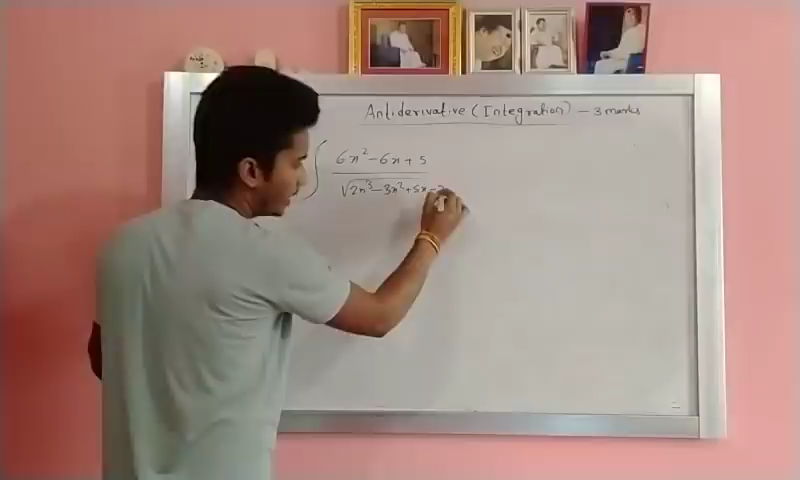 Antiderivative (Integration) - 3 marks
∫ 6x² - 6x + 5
√2x³ - 3x² + 5x